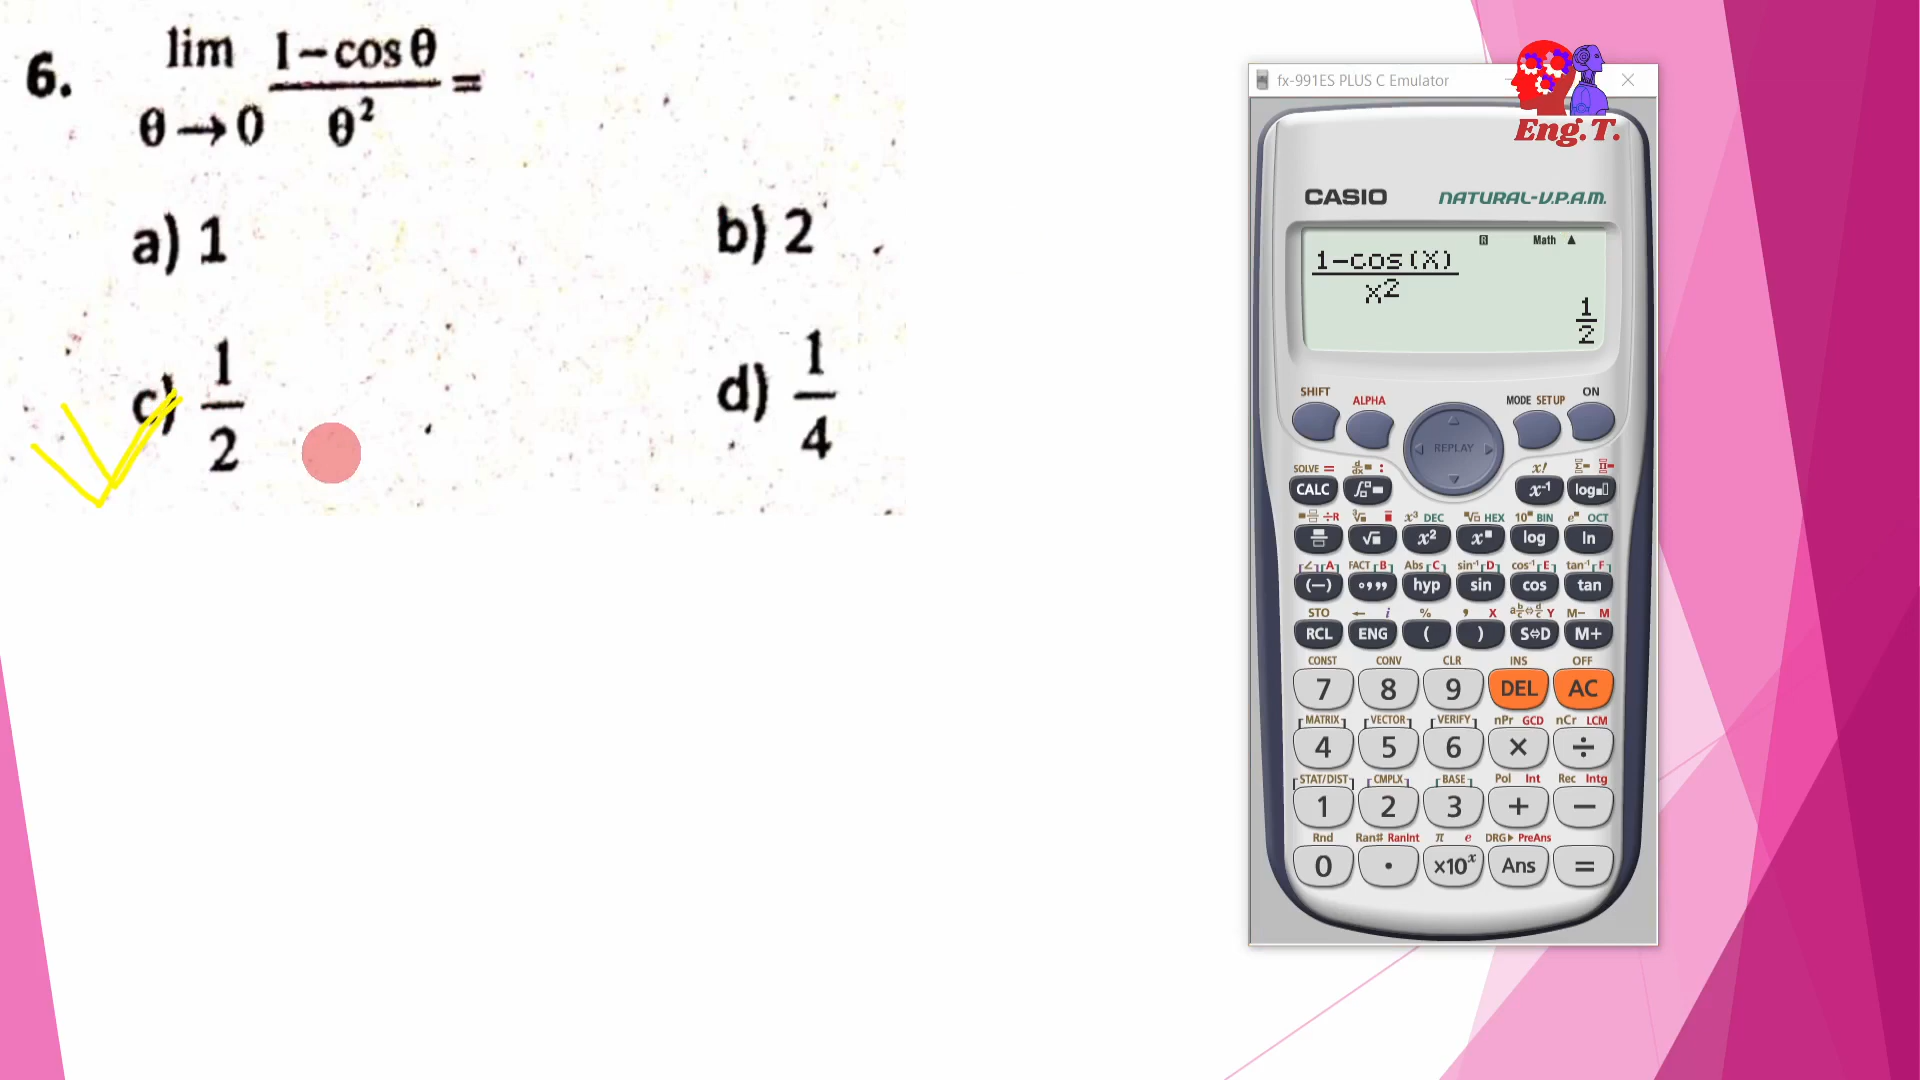 6. lim 1-cos θ =
θ→0 θ²
a) 1
b) 2
c) 1/2
d) 1/4
fx-991ES PLUS C Emulator
Eng.T.
CASIO NATURAL-V.P.A.M.
R Math ▲
1-cos(X)
X²
1
2
SHIFT ALPHA MODE SETUP ON
REPLAY
SOLVE = d/dx :  x! Σ Π
CALC ∫ x⁻¹ log
÷R ³√ x³ DEC HEX 10 BIN e OCT
√ x² x log ln
∠ A FACT B Abs C sin⁻¹ D cos⁻¹ E tan⁻¹ F
(−) ° ’ ” hyp sin cos tan
STO ← i % , X a b/c⇔d/c Y M− M
RCL ENG ( ) S⇔D M+
CONST CONV CLR INS OFF
7 8 9 DEL AC
MATRIX VECTOR VERIFY nPr GCD nCr LCM
4 5 6 × ÷
STAT/DIST CMPLX BASE Pol Int Rec Intg
1 2 3 + −
Rnd Ran# RanInt π e DRG▶ PreAns
0 . ×10ˣ Ans =